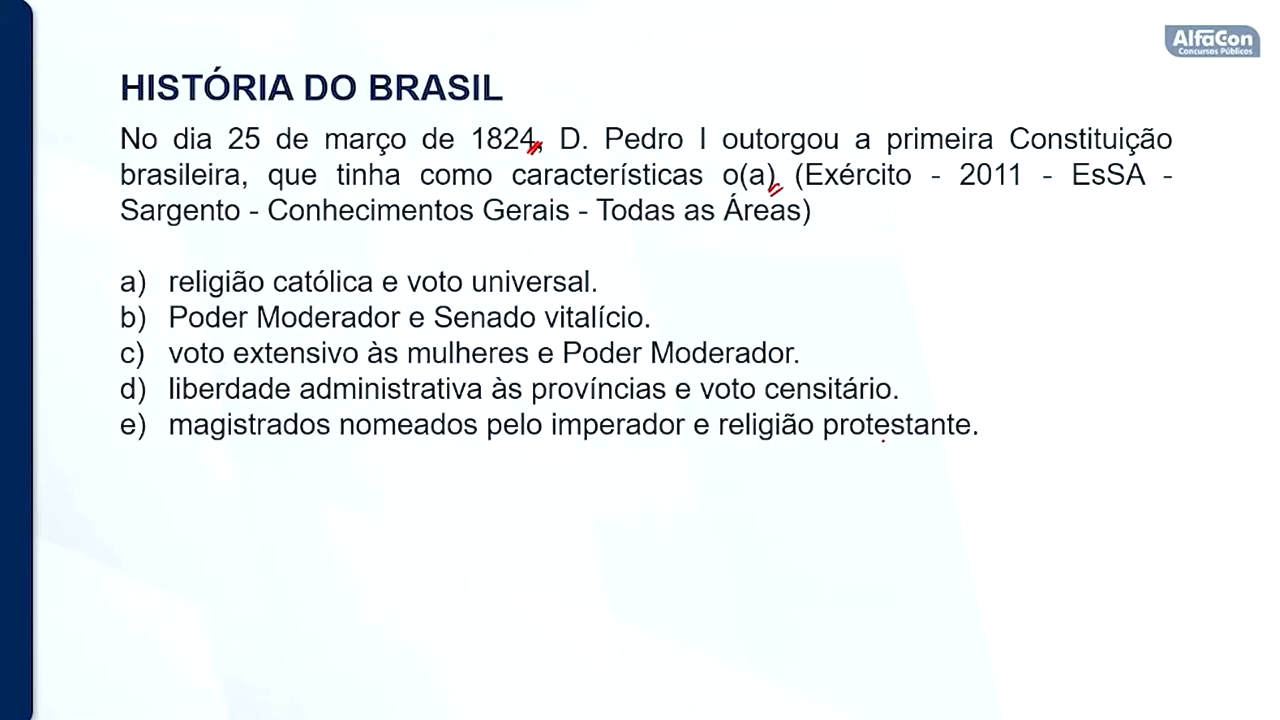 AlfaCon
Concursos Públicos
HISTÓRIA DO BRASIL
No dia 25 de março de 1824, D. Pedro I outorgou a primeira Constituição
brasileira, que tinha como características o(a), (Exército - 2011 - EsSA -
Sargento - Conhecimentos Gerais - Todas as Áreas)
a) religião católica e voto universal.
b) Poder Moderador e Senado vitalício.
c) voto extensivo às mulheres e Poder Moderador.
d) liberdade administrativa às províncias e voto censitário.
e) magistrados nomeados pelo imperador e religião protestante.